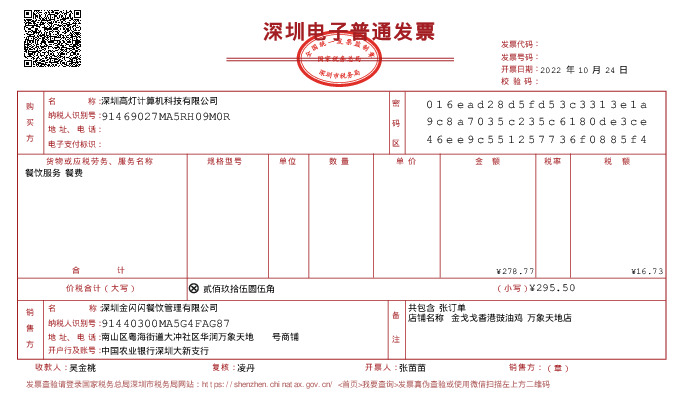 深圳电子普通发票
全国统一发票监制章
国家税务总局
深圳市税务局
发票代码：
发票号码：
开票日期：2022 年 10 月 24 日
校 验 码：
购买方
名 称：深圳高灯计算机科技有限公司
纳税人识别号：91469027MA5RH09M0R
地 址、电 话：
电子支付标识：
密码区
016ead28d5fd53c3313e1a
9c8a7035c235c6180de3ce
46ee9c551257736f0885f4
货物或应税劳务、服务名称 规格型号 单位 数 量 单 价 金 额 税率 税 额
餐饮服务 餐费
合 计 ¥278.77 ¥16.73
价税合计（大写） ⊗ 贰佰玖拾伍圆伍角 （小写）¥295.50
销售方
名 称：深圳金闪闪餐饮管理有限公司
纳税人识别号：91440300MA5G4FAG87
地 址、电 话：南山区粤海街道大冲社区华润万象天地 号商铺
开户行及账号：中国农业银行深圳大新支行
备注
共包含 张订单
店铺名称 金戈戈香港豉油鸡 万象天地店
收款人：吴金桃 复核：凌丹 开票人：张苗苗 销售方：（章）
发票查验请登录国家税务总局深圳市税务局网站：https://shenzhen.chinatax.gov.cn/ <首页>我要查询>发票真伪查验或使用微信扫描左上方二维码